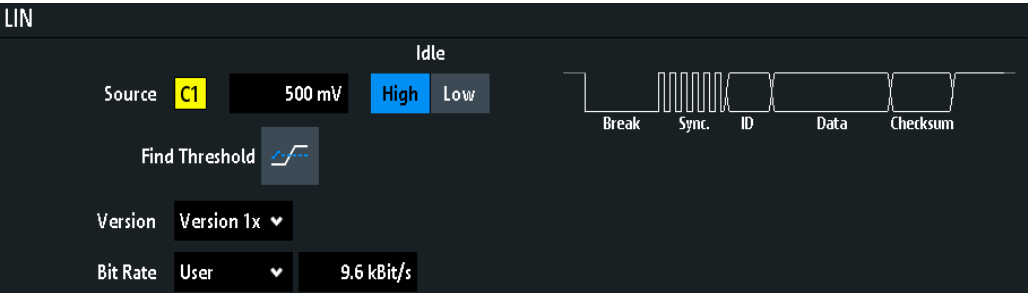 LIN
Idle
Source C1 500 mV High Low
Break Sync. ID Data Checksum
Find Threshold
Version Version 1x
Bit Rate User 9.6 kBit/s